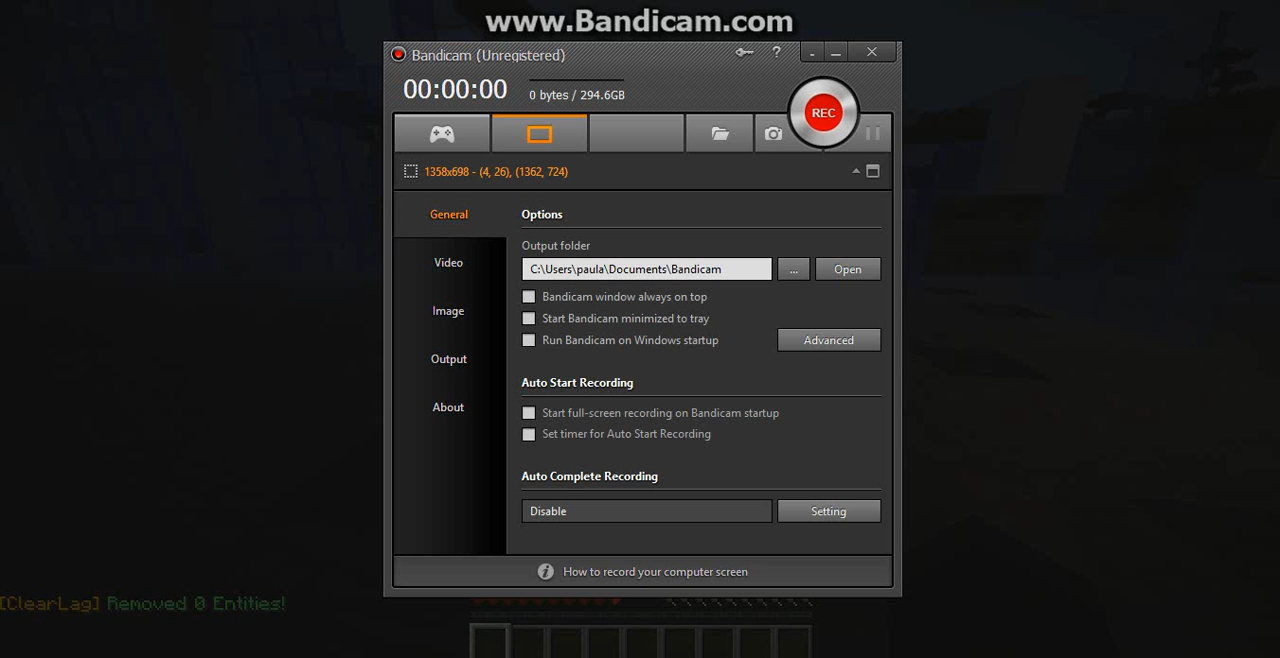 www.Bandicam.com
Bandicam (Unregistered)
?
00:00:00
0 bytes / 294.6GB
REC
1358x698 - (4, 26), (1362, 724)
General
Video
Image
Output
About
Options
Output folder
C:\Users\paula\Documents\Bandicam
...
Open
Bandicam window always on top
Start Bandicam minimized to tray
Run Bandicam on Windows startup
Advanced
Auto Start Recording
Start full-screen recording on Bandicam startup
Set timer for Auto Start Recording
Auto Complete Recording
Disable
Setting
How to record your computer screen
[ClearLag] Removed 0 Entities!